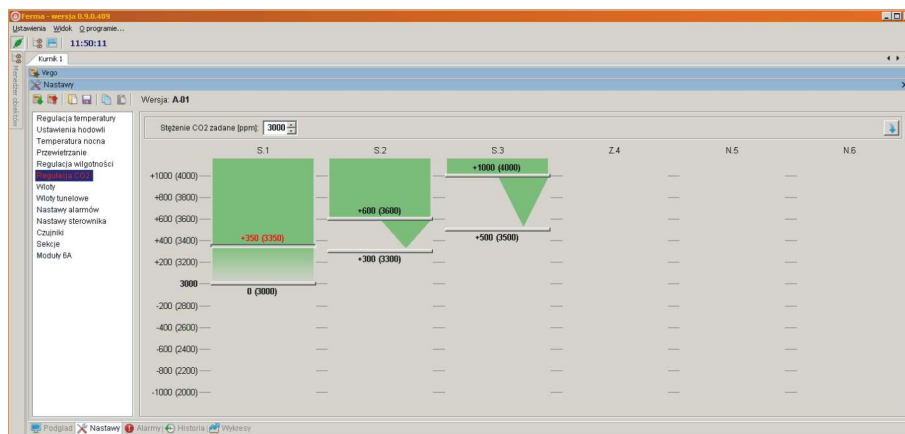 Ferma - wersja 0.9.0.409
Ustawienia Widok O programie...
11:50:11
Kurnik 1
Menedżer obiektów
Virgo
Nastawy
Wersja: A-01
Regulacja temperatury
Ustawienia hodowli
Temperatura nocna
Przewietrzanie
Regulacja wilgotności
Regulacja CO2
Wloty
Wloty tunelowe
Nastawy alarmów
Nastawy sterownika
Czujniki
Sekcje
Moduły 6A
Stężenie CO2 zadane [ppm]: 3000
S.1 S.2 S.3 Z.4 N.5 N.6
+1000 (4000)
+800 (3800)
+600 (3600)
+400 (3400)
+200 (3200)
3000
-200 (2800)
-400 (2600)
-600 (2400)
-800 (2200)
-1000 (2000)
+350 (3350)
0 (3000)
+600 (3600)
+300 (3300)
+1000 (4000)
+500 (3500)
Podgląd Nastawy Alarmy Historia Wykresy